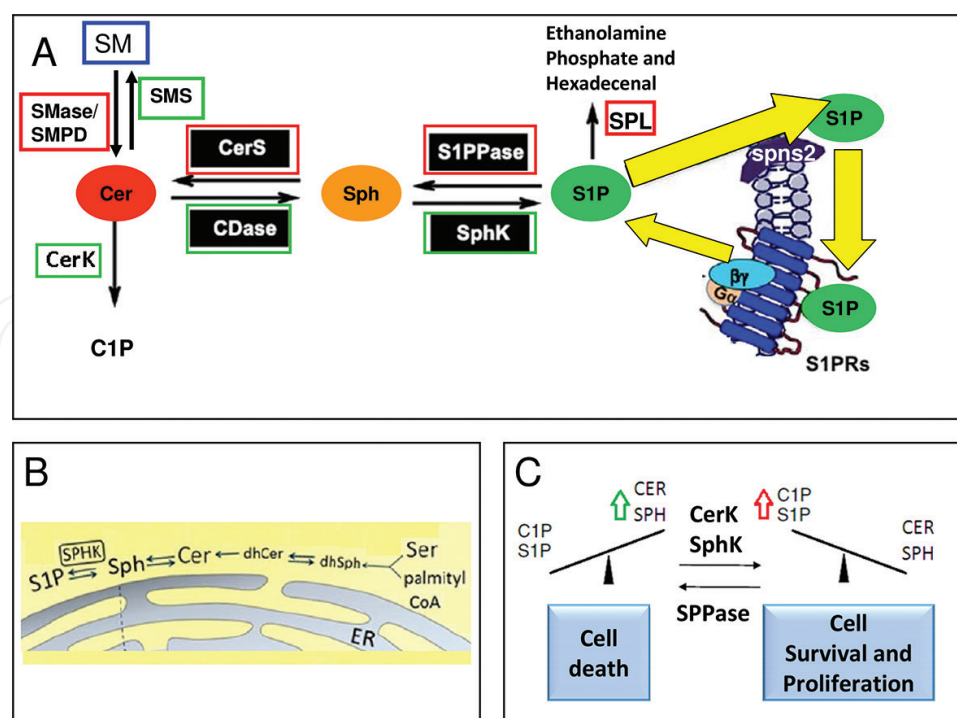 A
SM
SMase/
SMPD
SMS
CerS
Cer
CDase
CerK
C1P
Sph
S1PPase
SphK
Ethanolamine
Phosphate and
Hexadecenal
SPL
S1P
S1P
spns2
βγ
Gα
S1P
S1PRs
B
SPHK
S1P Sph Cer dhCer dhSph Ser
palmityl
CoA
ER
C
C1P
S1P
CER
SPH
CerK
SphK
SPPase
C1P
S1P
CER
SPH
Cell
death
Cell
Survival and
Proliferation